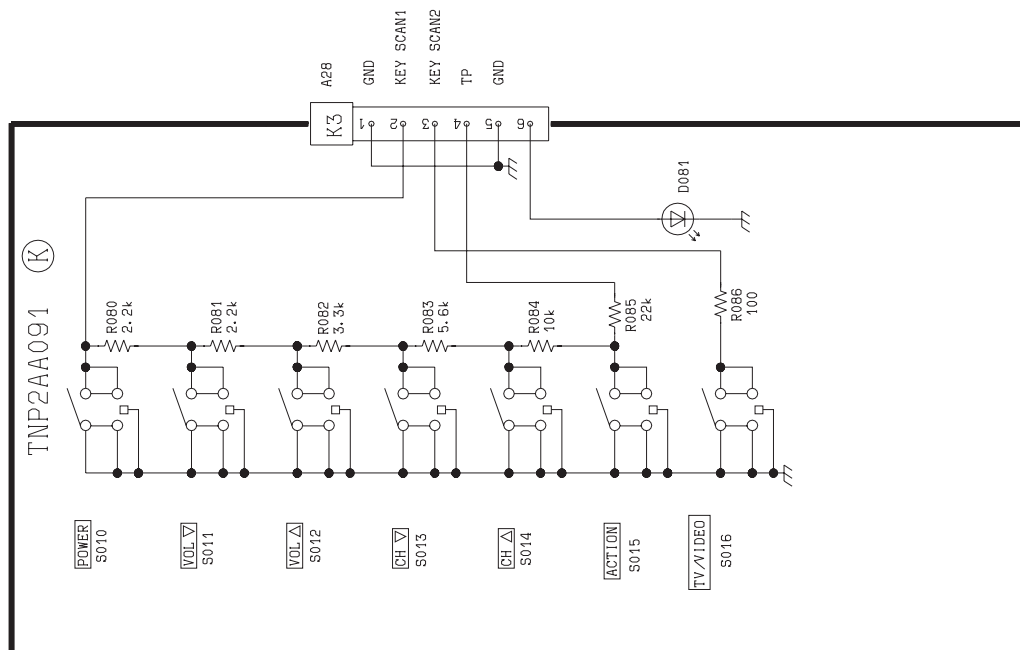 A28
GND
KEY SCAN1
KEY SCAN2
TP
GND
K3
1
2
3
4
5
6
D081
TNP2AA091
K
R080
2.2k
R081
2.2k
R082
3.3k
R083
5.6k
R084
10k
R085
22k
R086
100
POWER
S010
VOL ▽
S011
VOL △
S012
CH ▽
S013
CH △
S014
ACTION
S015
TV/VIDEO
S016